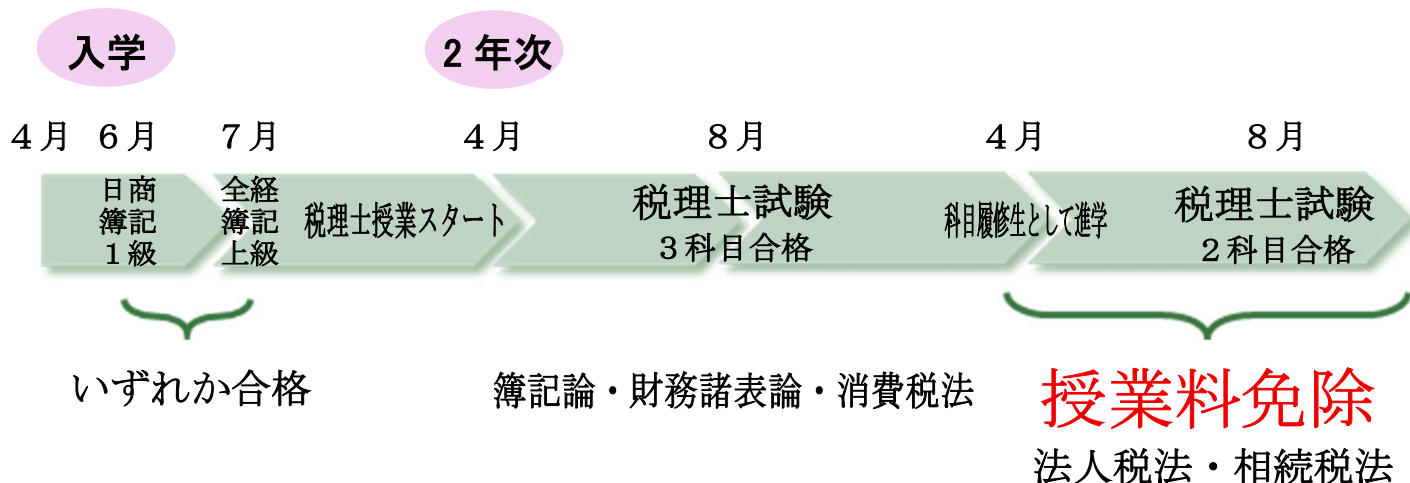 入学
2年次
4月 6月 7月 4月 8月 4月 8月
日商
簿記
1級
全経
簿記
上級
税理士授業スタート
税理士試験
3科目合格
科目履修生として進学
税理士試験
2科目合格
いずれか合格
簿記論・財務諸表論・消費税法
授業料免除
法人税法・相続税法